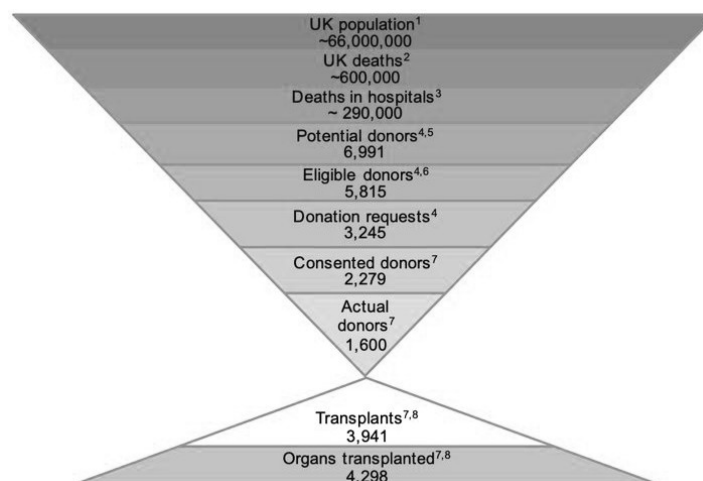 UK population¹
~66,000,000
UK deaths²
~600,000
Deaths in hospitals³
~ 290,000
Potential donors⁴,⁵
6,991
Eligible donors⁴,⁶
5,815
Donation requests⁴
3,245
Consented donors⁷
2,279
Actual
donors⁷
1,600
Transplants⁷,⁸
3,941
Organs transplanted⁷,⁸
4,298